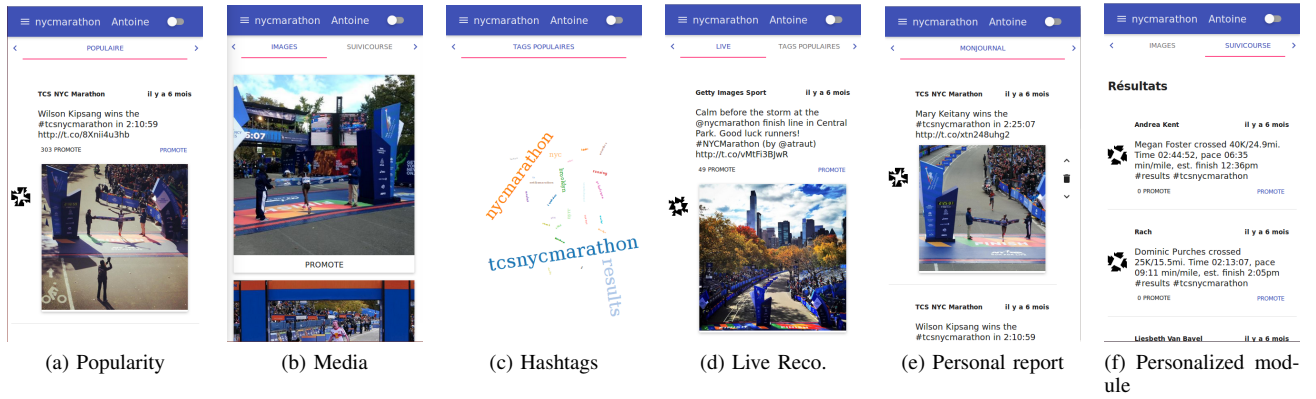 nycmarathon Antoine
POPULAIRE
TCS NYC Marathon il y a 6 mois
Wilson Kipsang wins the
#tcsnycmarathon in 2:10:59
http://t.co/8Xnii4u3hb
303 PROMOTE PROMOTE
(a) Popularity
nycmarathon Antoine
IMAGES SUIVICOURSE
PROMOTE
(b) Media
nycmarathon Antoine
TAGS POPULAIRES
nycmarathon
nyc
brooklyn
running
tcsnycmarathon
results
(c) Hashtags
nycmarathon Antoine
LIVE TAGS POPULAIRES
Getty Images Sport il y a 6 mois
Calm before the storm at the
@nycmarathon finish line in Central
Park. Good luck runners!
#NYCMarathon (by @atraut)
http://t.co/vMtFi3BJwR
49 PROMOTE PROMOTE
(d) Live Reco.
nycmarathon Antoine
MONJOURNAL
TCS NYC Marathon il y a 6 mois
Mary Keitany wins the
#tcsnycmarathon in 2:25:07
http://t.co/xtn248uhg2
FINISH
TCS NYC Marathon il y a 6 mois
Wilson Kipsang wins the
#tcsnycmarathon in 2:10:59
(e) Personal report
nycmarathon Antoine
IMAGES SUIVICOURSE
Résultats
Andrea Kent il y a 6 mois
Megan Foster crossed 40K/24.9mi.
Time 02:44:52, pace 06:35
min/mile, est. finish 12:36pm
#results #tcsnycmarathon
0 PROMOTE PROMOTE
Rach il y a 6 mois
Dominic Purches crossed
25K/15.5mi. Time 02:13:07, pace
09:11 min/mile, est. finish 2:05pm
#results #tcsnycmarathon
0 PROMOTE PROMOTE
Liesbeth Van Bavel il y a 6 mois
(f) Personalized mod-
ule